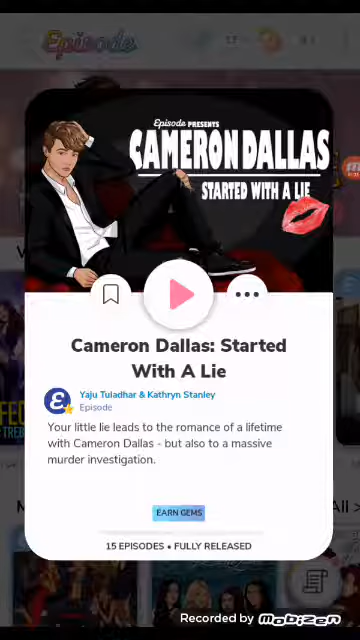 Episode
Episode PRESENTS
CAMERON DALLAS
STARTED WITH A LIE
Cameron Dallas: Started
With A Lie
Yaju Tuladhar & Kathryn Stanley
Episode
Your little lie leads to the romance of a lifetime
with Cameron Dallas - but also to a massive
murder investigation.
EARN GEMS
15 EPISODES • FULLY RELEASED
All >
Recorded by MOBIZEN